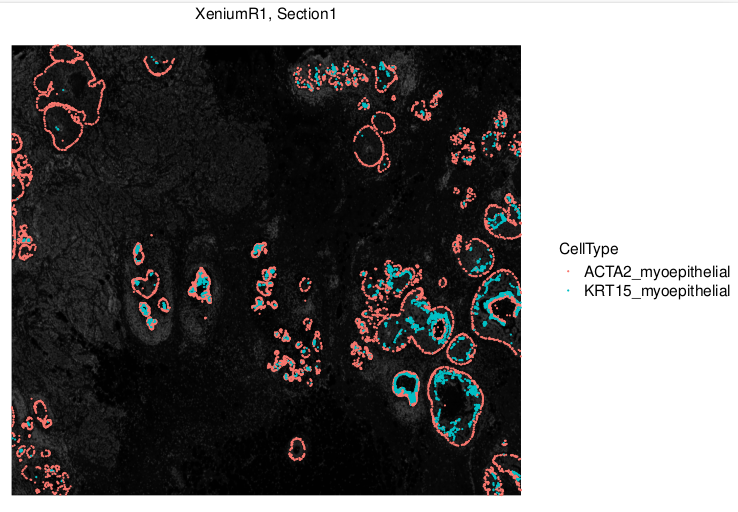 XeniumR1, Section1
CellType
ACTA2_myoepithelial
KRT15_myoepithelial